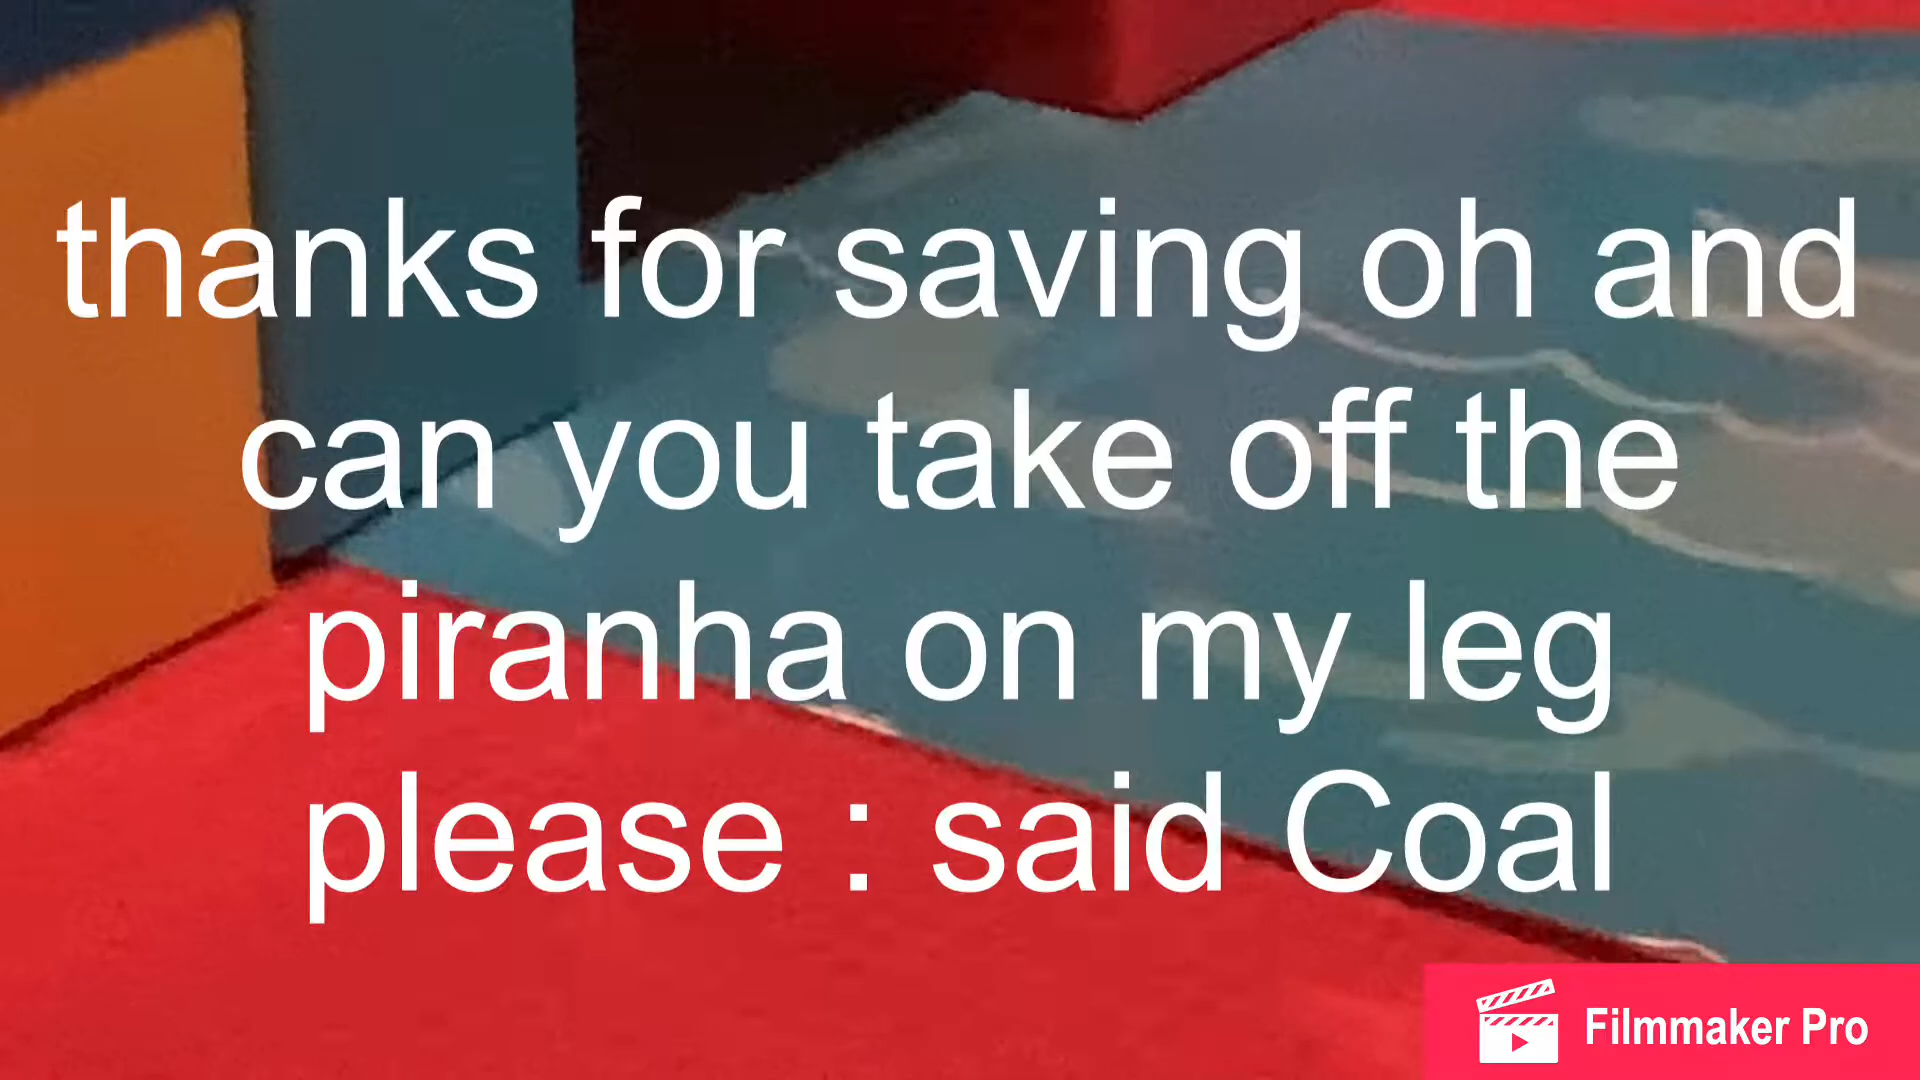 thanks for saving oh and
can you take off the
piranha on my leg
please : said Coal
Filmmaker Pro